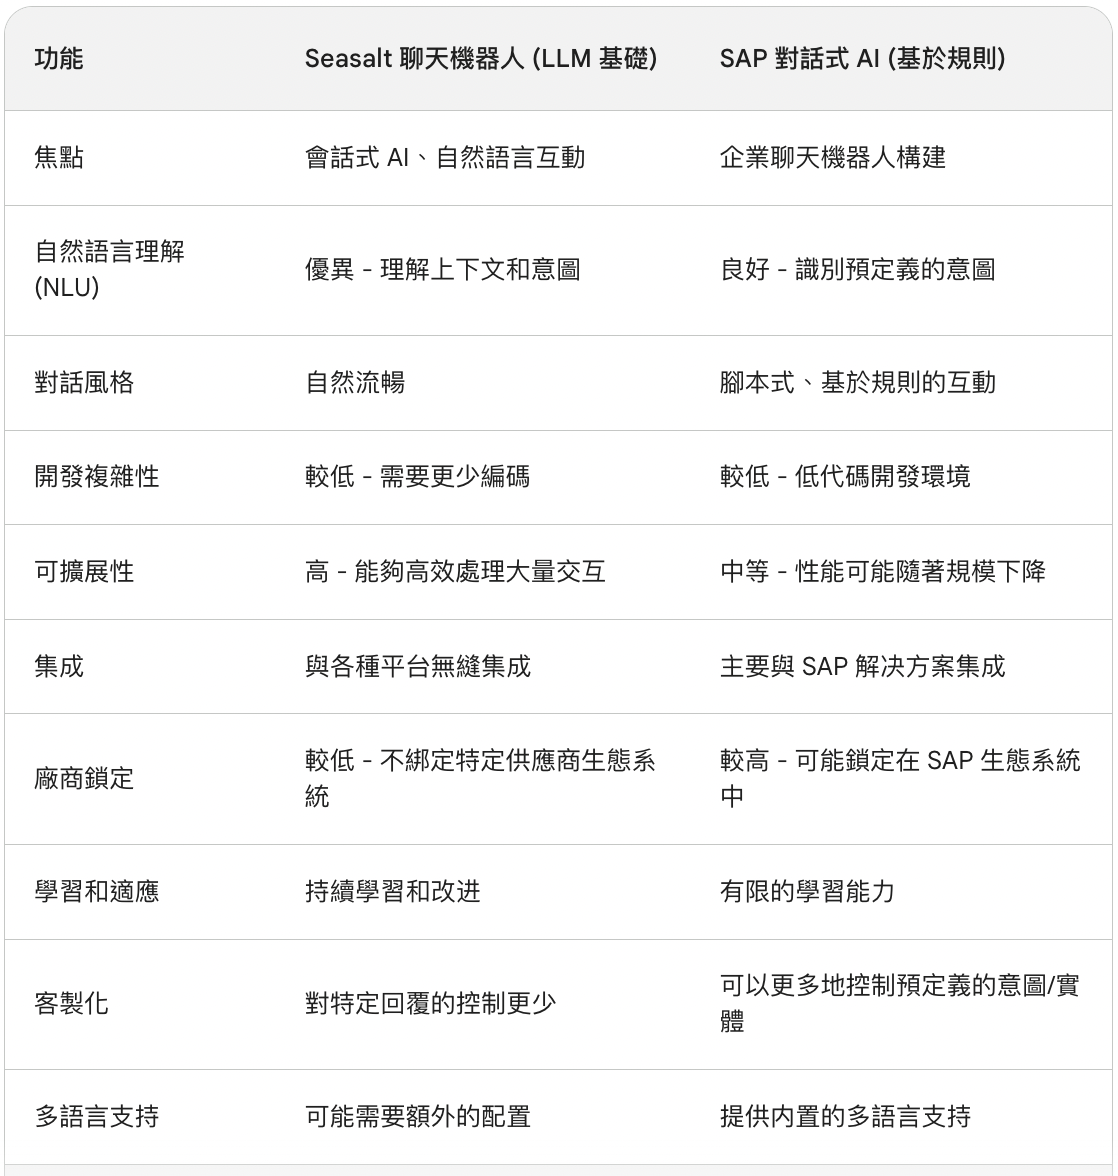 功能
Seasalt 聊天機器人 (LLM 基礎)
SAP 對話式 AI (基於規則)
焦點
會話式 AI、自然語言互動
企業聊天機器人構建
自然語言理解
(NLU)
優異 - 理解上下文和意圖
良好 - 識別預定義的意圖
對話風格
自然流暢
腳本式、基於規則的互動
開發複雜性
較低 - 需要更少編碼
較低 - 低代碼開發環境
可擴展性
高 - 能夠高效處理大量交互
中等 - 性能可能隨著規模下降
集成
與各種平台無縫集成
主要與 SAP 解決方案集成
廠商鎖定
較低 - 不綁定特定供應商生態系
統
較高 - 可能鎖定在 SAP 生態系統
中
學習和適應
持續學習和改进
有限的學習能力
客製化
對特定回覆的控制更少
可以更多地控制預定義的意圖/實
體
多語言支持
可能需要額外的配置
提供內置的多語言支持